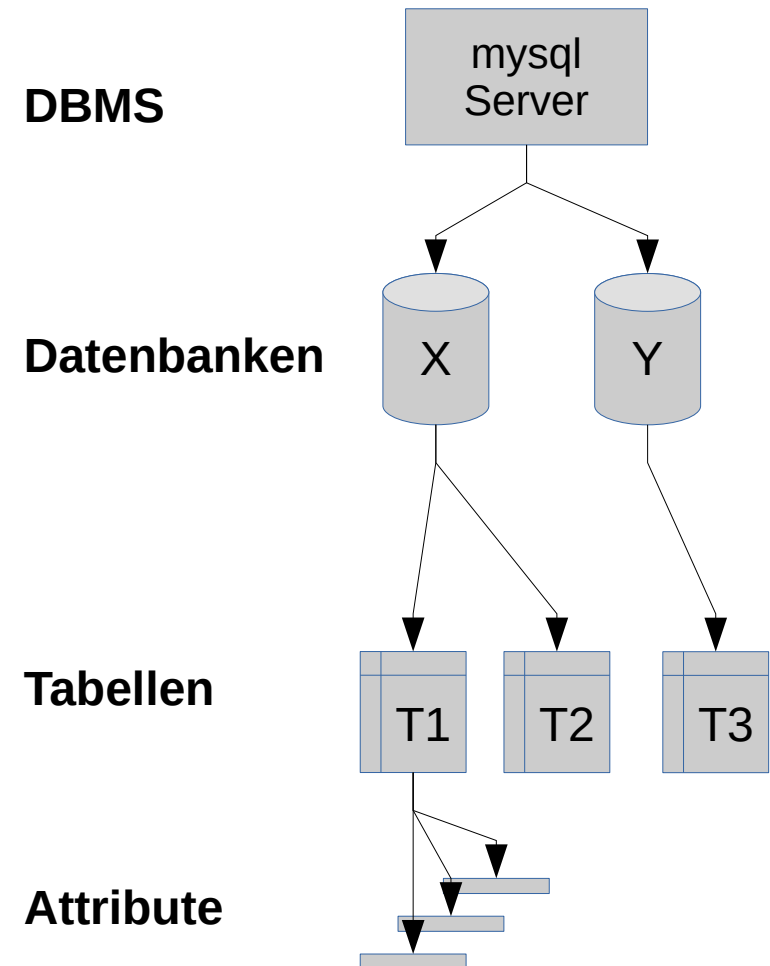 mysql
Server
DBMS
Datenbanken
X
Y
Tabellen
T1
T2
T3
Attribute